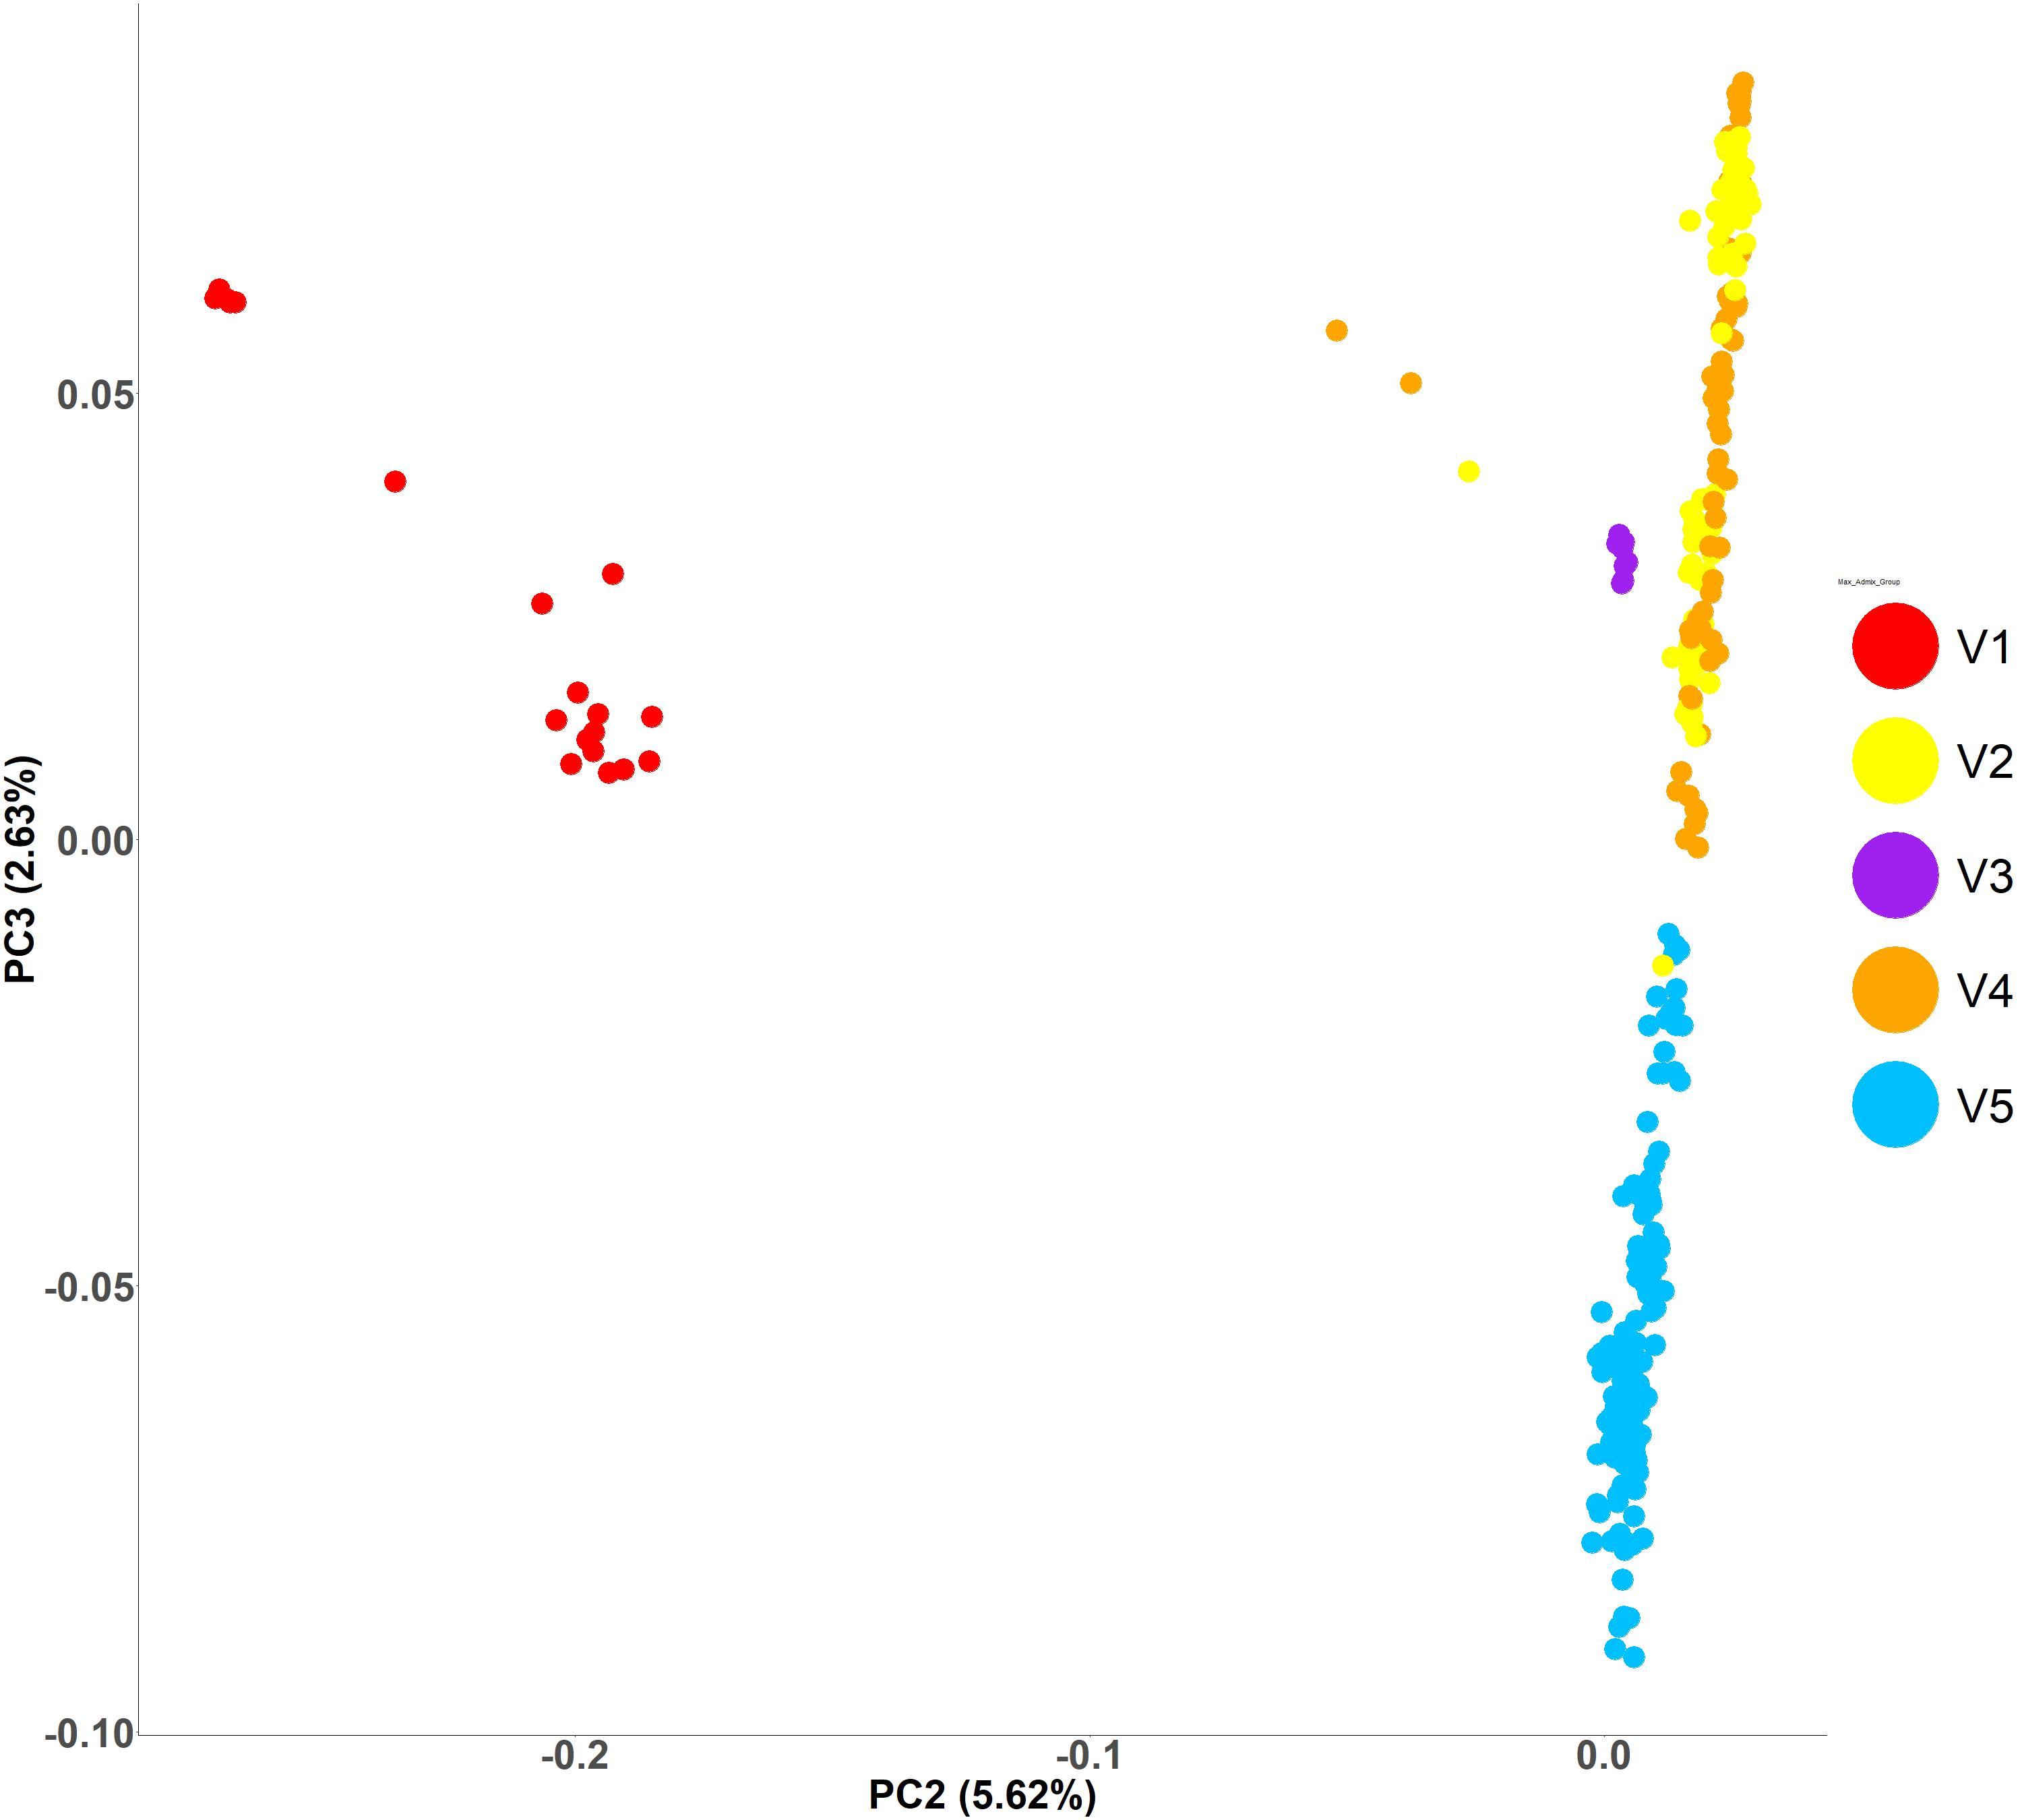 0.05
0.00
-0.05
-0.10
PC3 (2.63%)
-0.2
-0.1
0.0
PC2 (5.62%)
Max_Admix_Group
V1
V2
V3
V4
V5